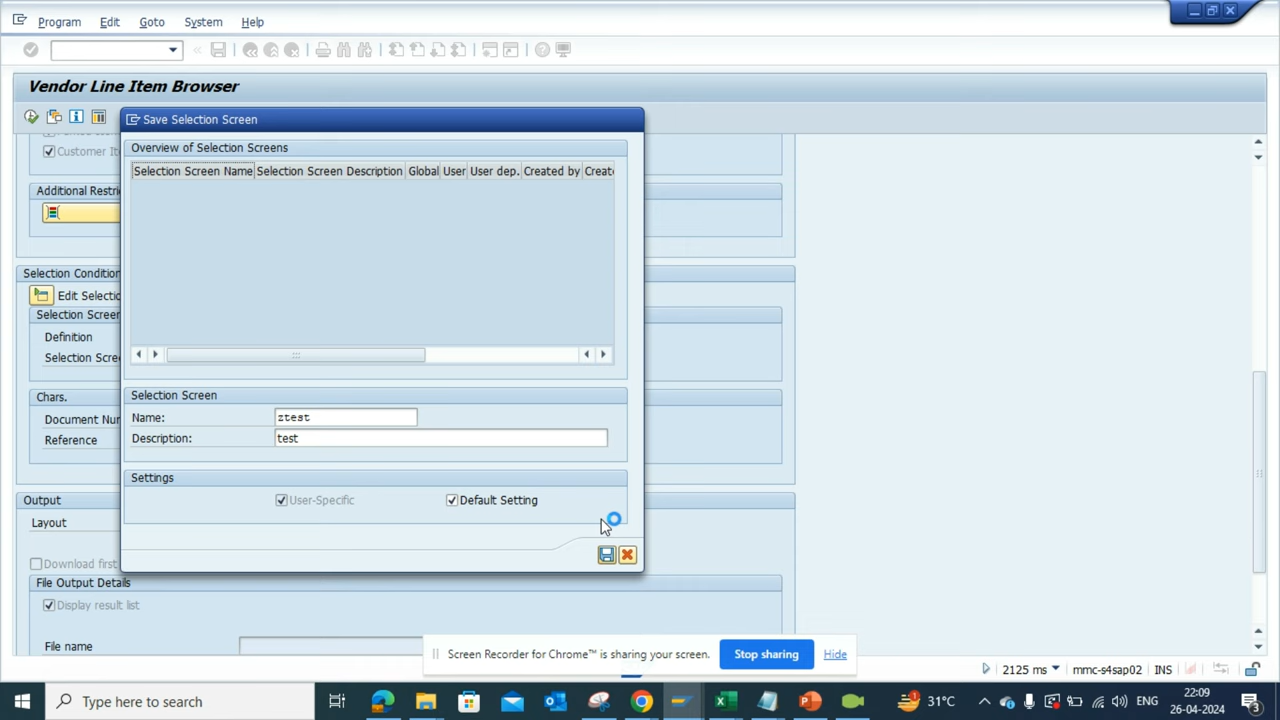 Program Edit Goto System Help
Vendor Line Item Browser
Save Selection Screen
Overview of Selection Screens
Selection Screen Name Selection Screen Description Global User User dep. Created by Create
Customer It
Additional Restri
Selection Condition
Edit Selectio
Selection Screen
Definition
Selection Scree
Selection Screen
Name: ztest
Description: test
Chars.
Document Nur
Reference
Settings
User-Specific Default Setting
Output
Layout
Download first
File Output Details
Display result list
File name
Screen Recorder for Chrome™ is sharing your screen. Stop sharing Hide
2125 ms mmc-s4sap02 INS
Type here to search
31°C ENG 22:09 26-04-2024 3